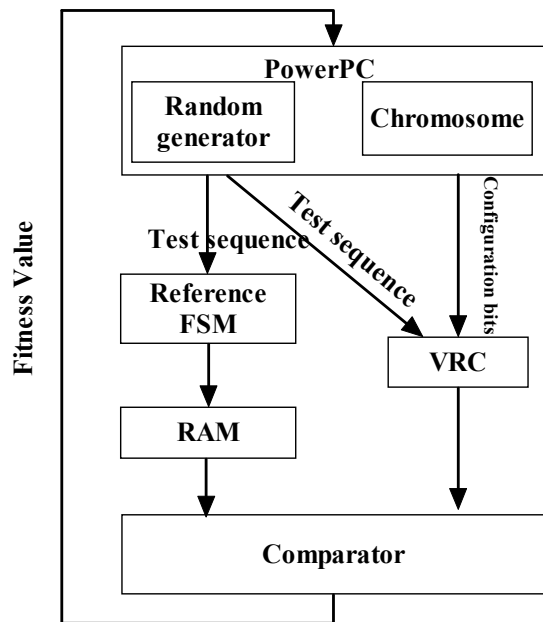 PowerPC
Random
generator
Chromosome
Test sequence
Test sequence
Configuration bits
Reference
FSM
VRC
RAM
Comparator
Fitness Value